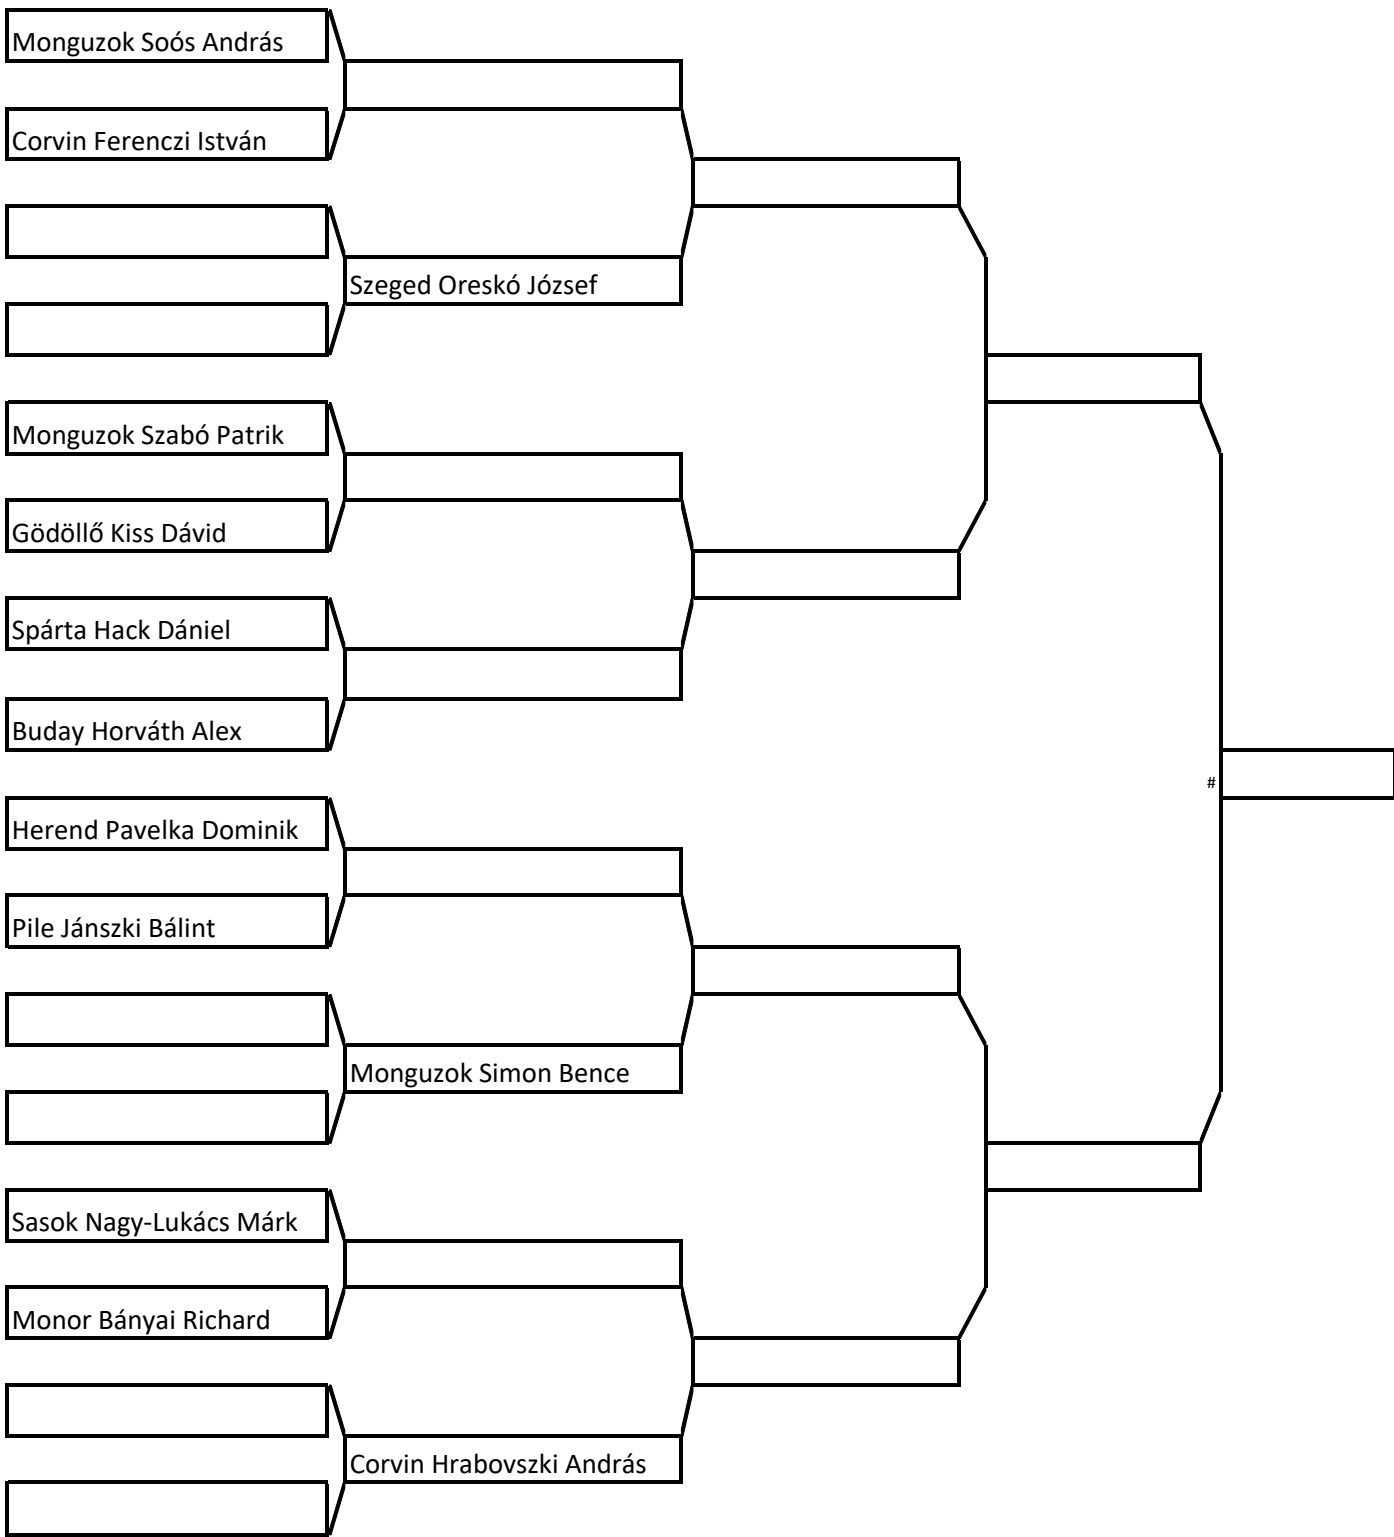 Monguzok Soós András
Corvin Ferenczi István
Szeged Oreskó József
Monguzok Szabó Patrik
Gödöllő Kiss Dávid
Spárta Hack Dániel
Buday Horváth Alex
#
Herend Pavelka Dominik
Pile Jánszki Bálint
Monguzok Simon Bence
Sasok Nagy-Lukács Márk
Monor Bányai Richard
Corvin Hrabovszki András